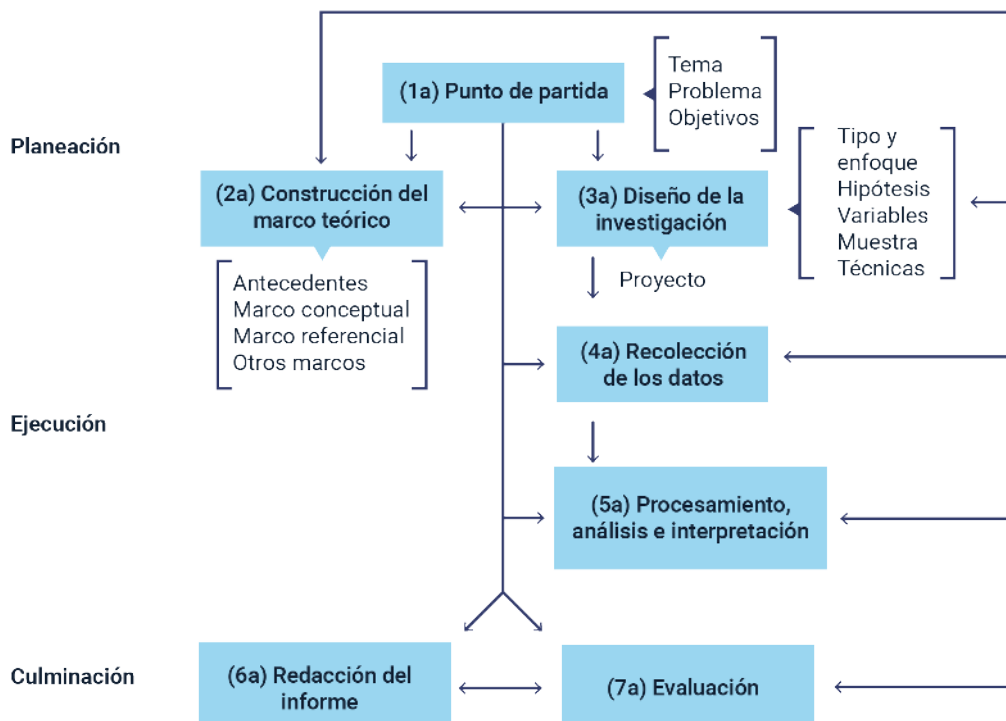 (1a) Punto de partida
Tema
Problema
Objetivos
Planeación
(2a) Construcción del
marco teórico
(3a) Diseño de la
investigación
Tipo y
enfoque
Hipótesis
Variables
Muestra
Técnicas
Antecedentes
Marco conceptual
Marco referencial
Otros marcos
Proyecto
(4a) Recolección
de los datos
Ejecución
(5a) Procesamiento,
análisis e interpretación
Culminación
(6a) Redacción del
informe
(7a) Evaluación